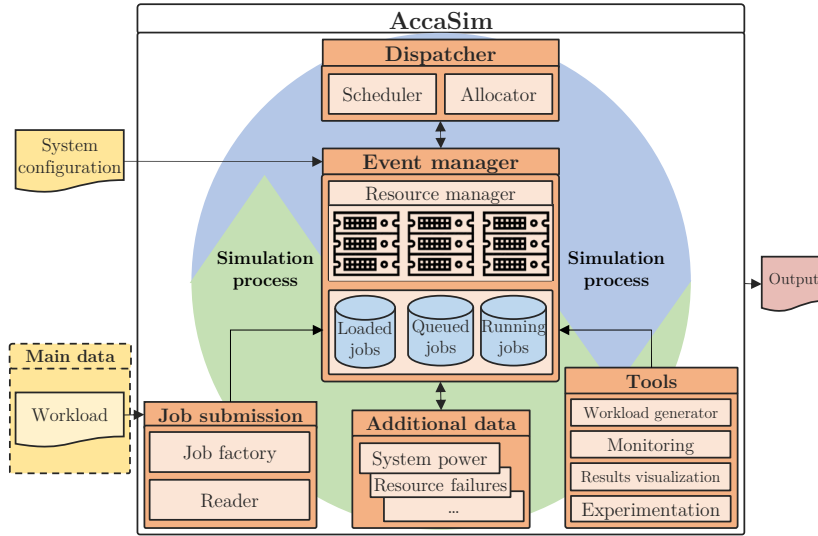 AccaSim
Dispatcher
Scheduler
Allocator
System
configuration
Event manager
Resource manager
Simulation
process
Simulation
process
Output
Loaded
jobs
Queued
jobs
Running
jobs
Main data
Workload
Job submission
Job factory
Reader
Additional data
System power
Resource failures
...
Tools
Workload generator
Monitoring
Results visualization
Experimentation